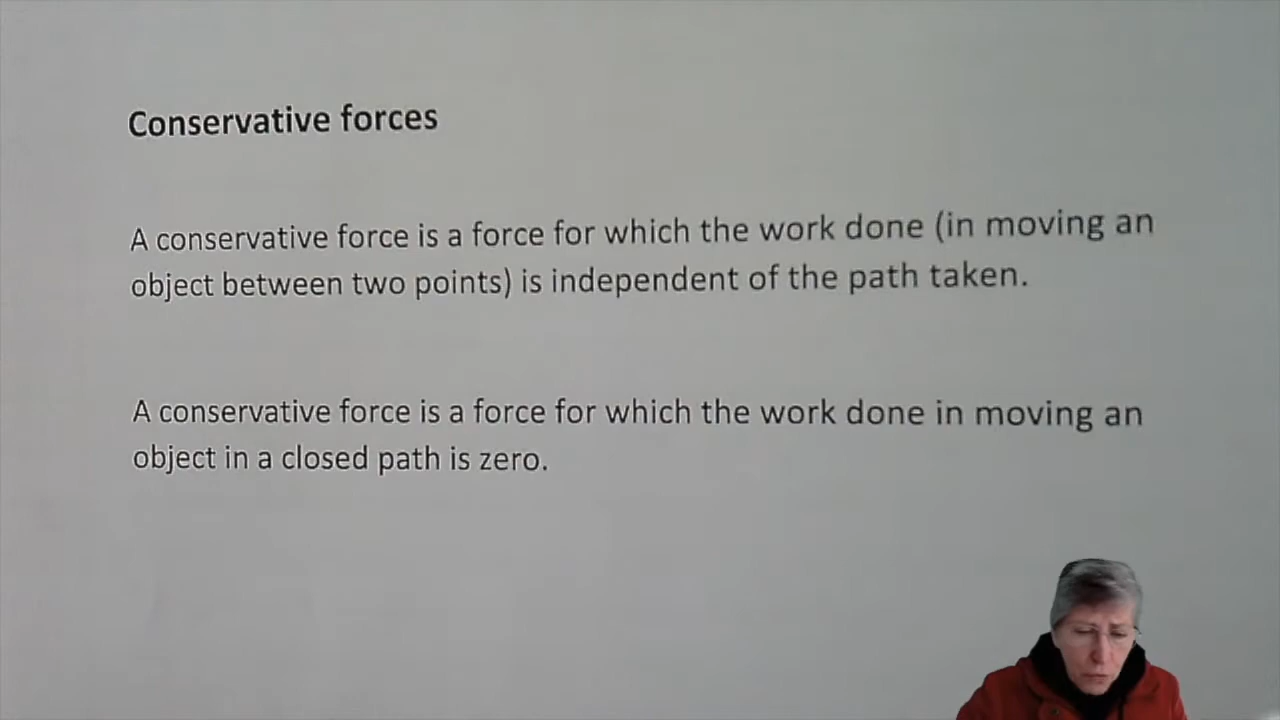 Conservative forces
A conservative force is a force for which the work done (in moving an
object between two points) is independent of the path taken.
A conservative force is a force for which the work done in moving an
object in a closed path is zero.